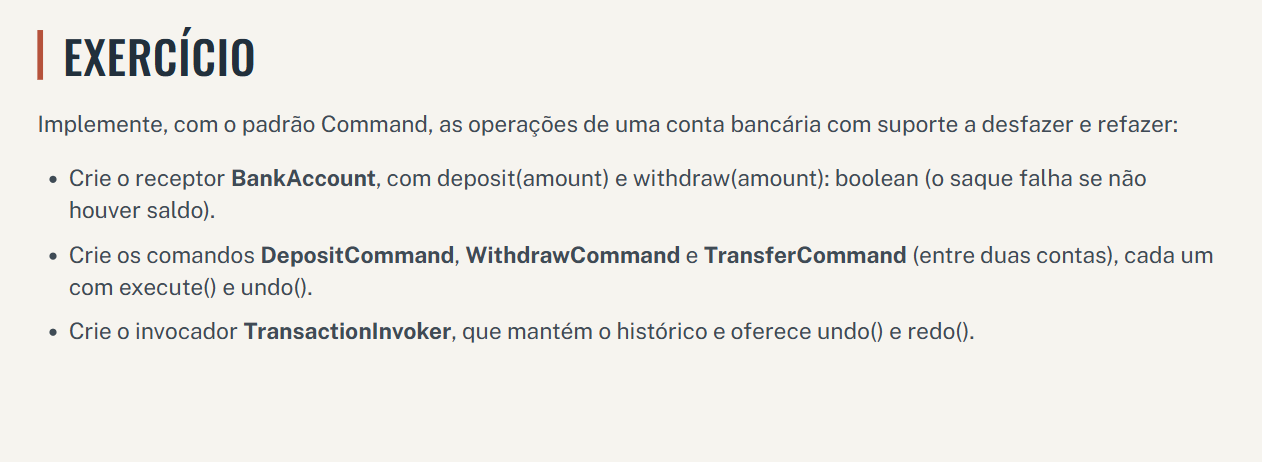 EXERCÍCIO
Implemente, com o padrão Command, as operações de uma conta bancária com suporte a desfazer e refazer:
• Crie o receptor BankAccount, com deposit(amount) e withdraw(amount): boolean (o saque falha se não
houver saldo).
• Crie os comandos DepositCommand, WithdrawCommand e TransferCommand (entre duas contas), cada um
com execute() e undo().
• Crie o invocador TransactionInvoker, que mantém o histórico e oferece undo() e redo().